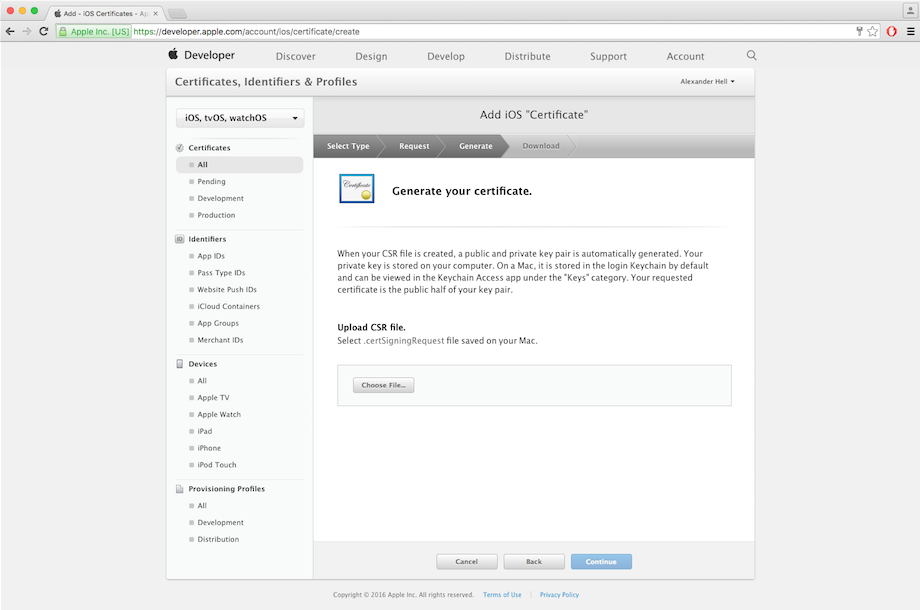 Add - iOS Certificates - Ap
Apple Inc. [US] https://developer.apple.com/account/ios/certificate/create
Developer Discover Design Develop Distribute Support Account
Certificates, Identifiers & Profiles
Alexander Hell
iOS, tvOS, watchOS
Certificates
All
Pending
Development
Production
Identifiers
App IDs
Pass Type IDs
Website Push IDs
iCloud Containers
App Groups
Merchant IDs
Devices
All
Apple TV
Apple Watch
iPad
iPhone
iPod Touch
Provisioning Profiles
All
Development
Distribution
Add iOS "Certificate"
Select Type Request Generate Download
Certificate
Generate your certificate.
When your CSR file is created, a public and private key pair is automatically generated. Your
private key is stored on your computer. On a Mac, it is stored in the login Keychain by default
and can be viewed in the Keychain Access app under the "Keys" category. Your requested
certificate is the public half of your key pair.
Upload CSR file.
Select .certSigningRequest file saved on your Mac.
Choose File...
Cancel Back Continue
Copyright © 2016 Apple Inc. All rights reserved. Terms of Use Privacy Policy